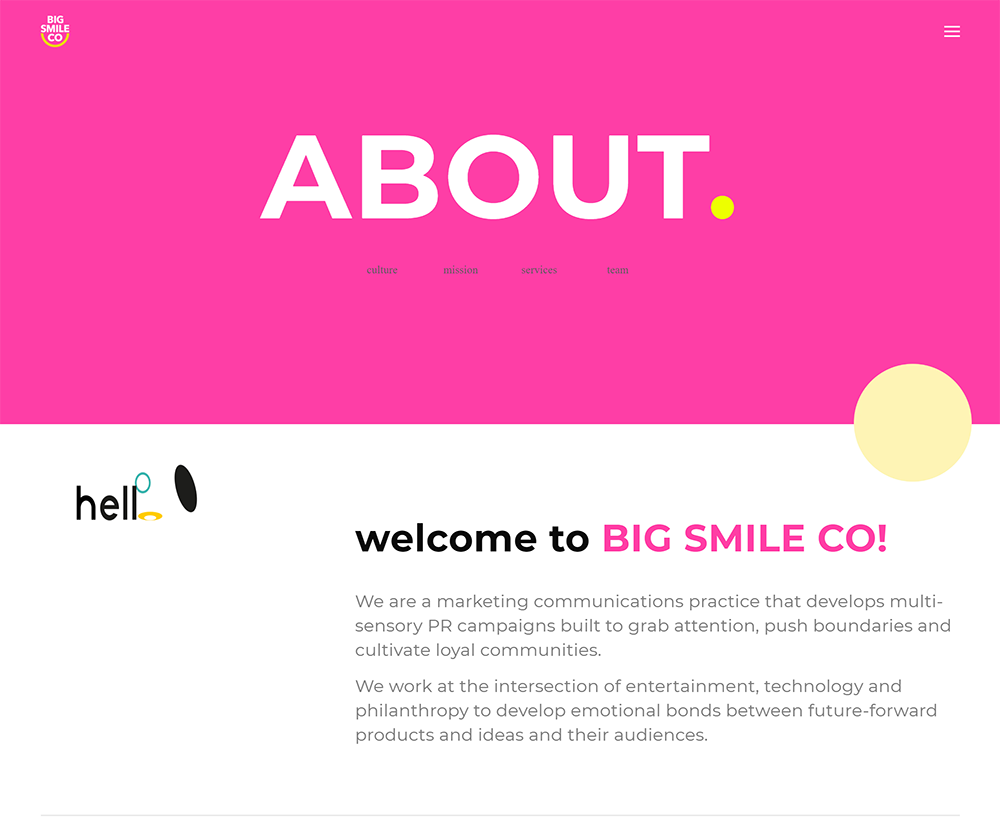 BIG
SMILE
CO
ABOUT.
culture mission services team
hell
welcome to BIG SMILE CO!
We are a marketing communications practice that develops multi-
sensory PR campaigns built to grab attention, push boundaries and
cultivate loyal communities.
We work at the intersection of entertainment, technology and
philanthropy to develop emotional bonds between future-forward
products and ideas and their audiences.